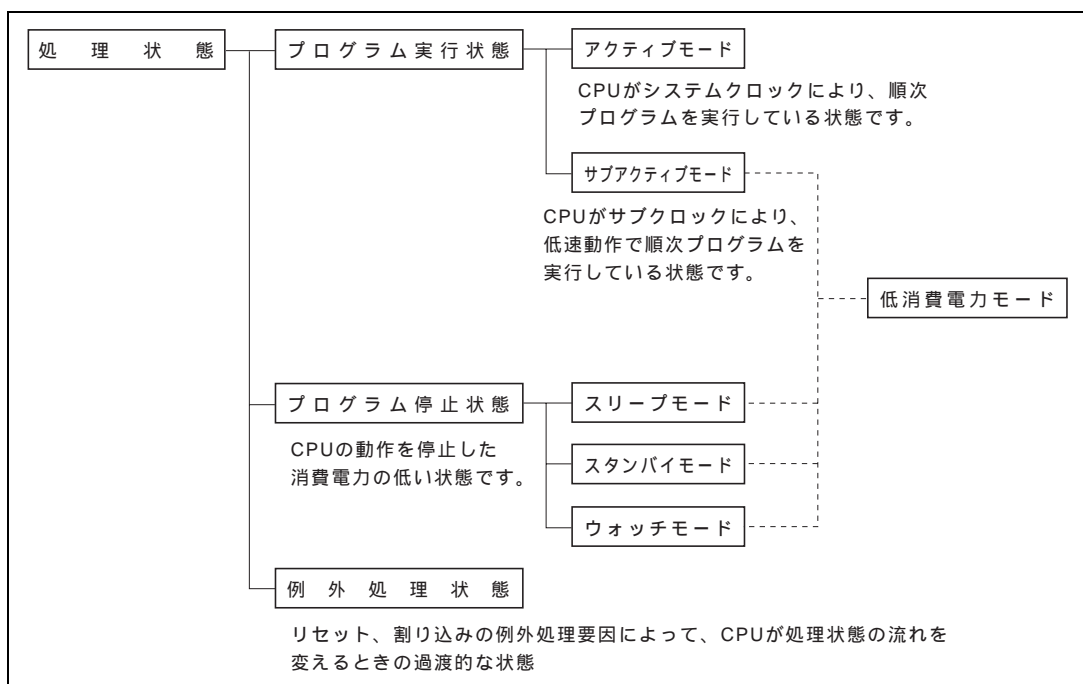 処理状態
プログラム実行状態
アクティブモード
CPUがシステムクロックにより、順次
プログラムを実行している状態です。
サブアクティブモード
CPUがサブクロックにより、
低速動作で順次プログラムを
実行している状態です。
低消費電力モード
プログラム停止状態
CPUの動作を停止した
消費電力の低い状態です。
スリープモード
スタンバイモード
ウォッチモード
例外処理状態
リセット、割り込みの例外処理要因によって、CPUが処理状態の流れを
変えるときの過渡的な状態